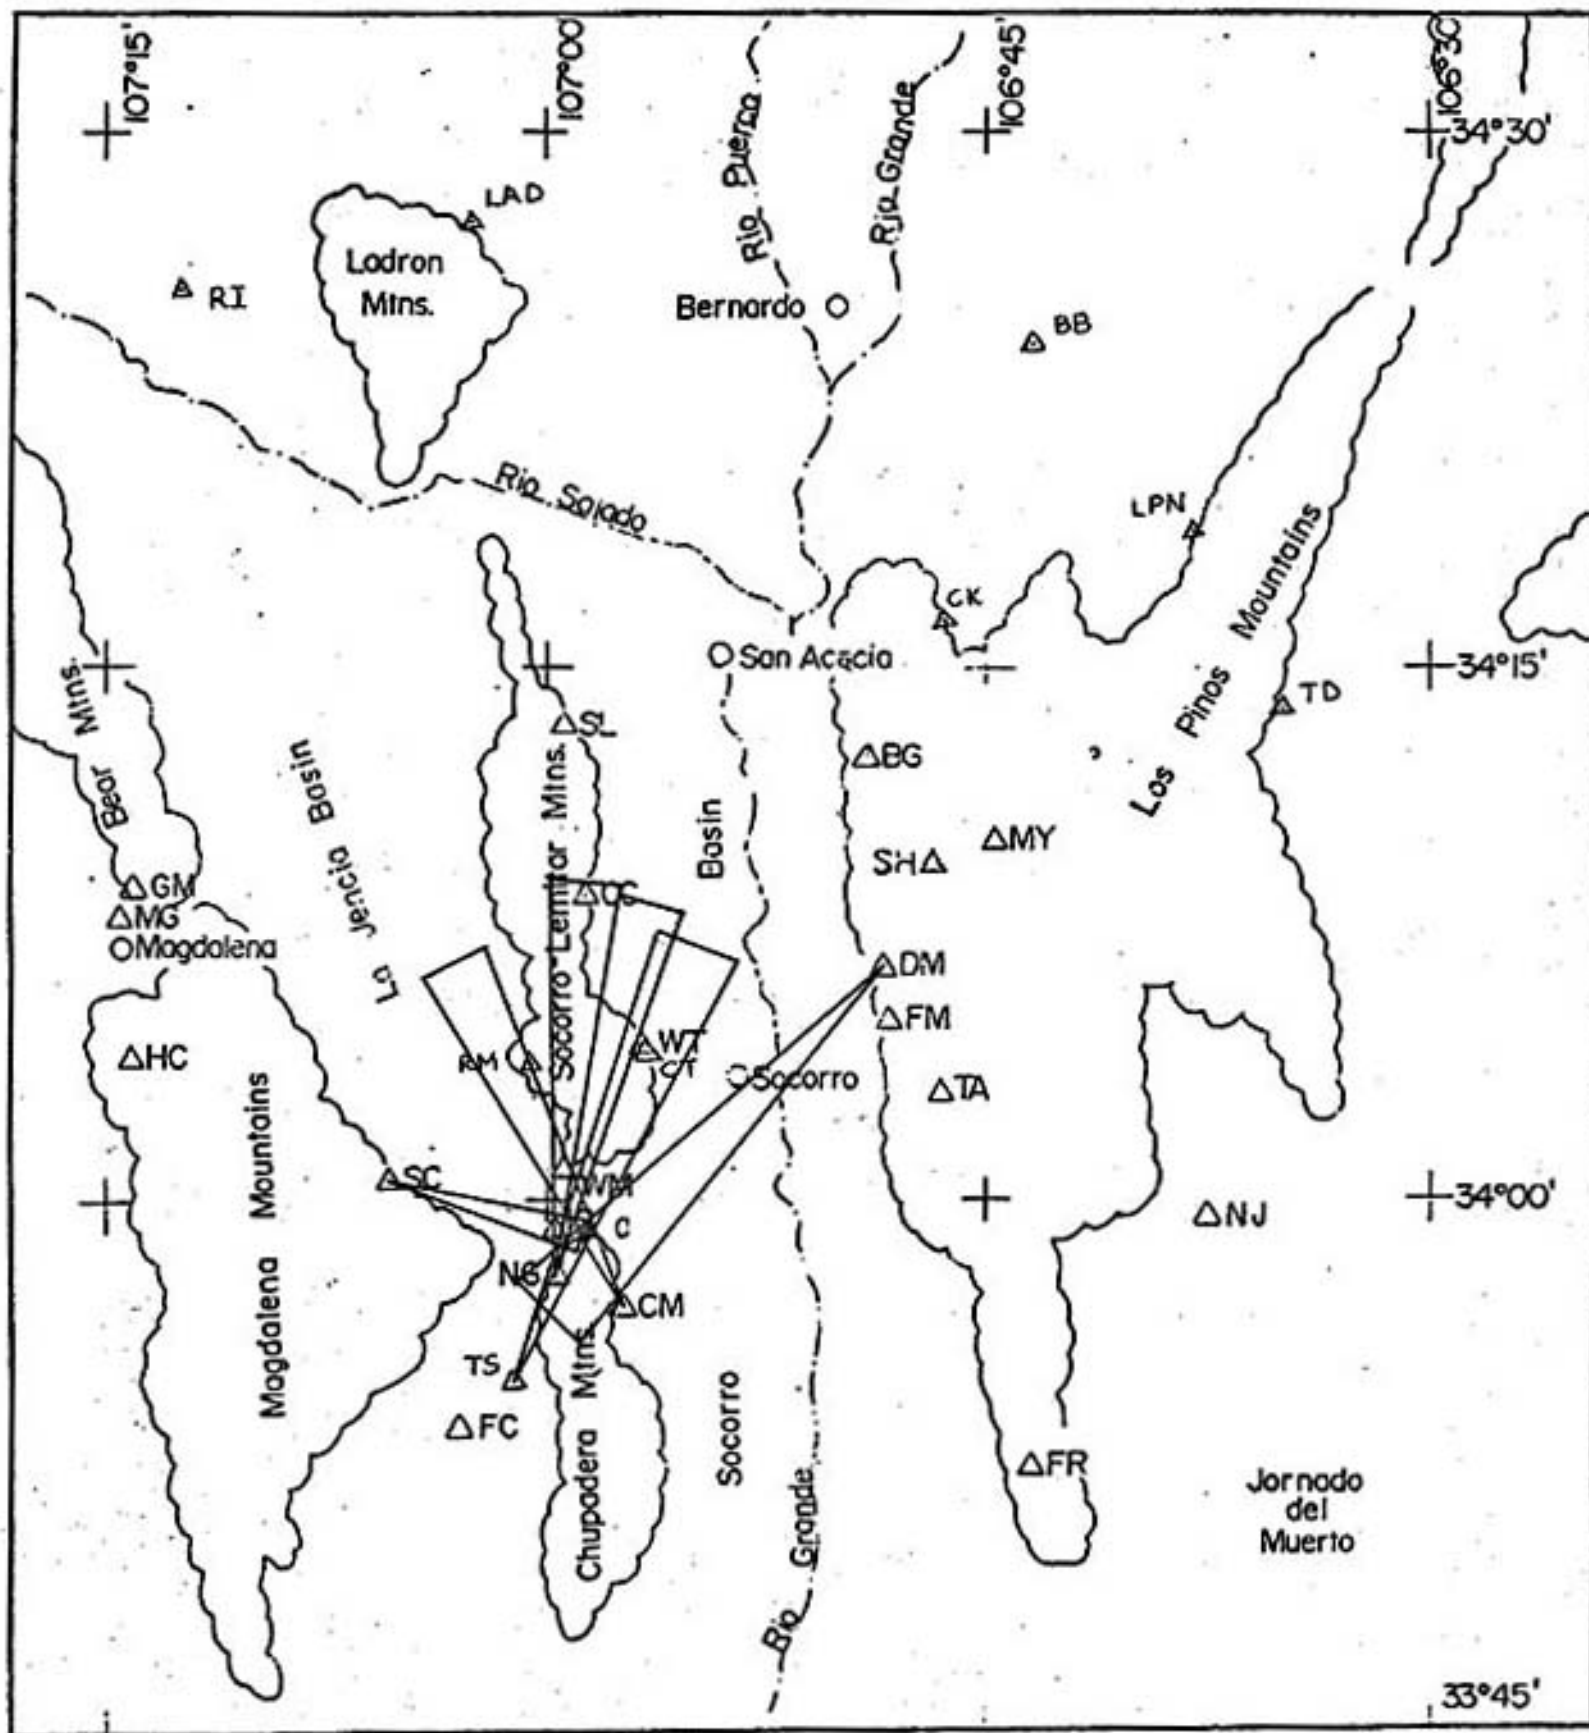 107°15'
107°00'
106°45'
106°30'
34°30'
LAD
Ladron
Mtns.
RI
Rio Puerco
Rio Grande
Bernardo
BB
Rio Salado
LPN
CK
San Acacia
34°15'
Los Pinos Mountains
TD
Bear Mtns.
La Jencia Basin
SL
BG
Socorro-Lemitar Mtns.
Basin
SH
MY
GM
MG
Magdalena
DM
FM
HC
RM
WT
CT
Socorro
TA
Magdalena Mountains
SC
WM
34°00'
C
NJ
NG
CM
TS
FC
Chupadera Mtns.
Socorro
FR
Rio Grande
Jornado
del
Muerto
33°45'